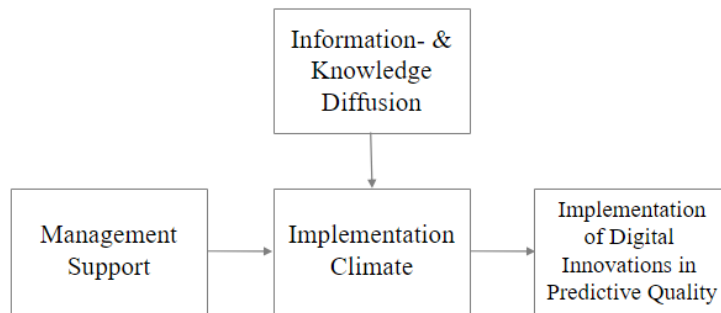 Information- &
Knowledge
Diffusion
Management
Support
Implementation
Climate
Implementation
of Digital
Innovations in
Predictive Quality